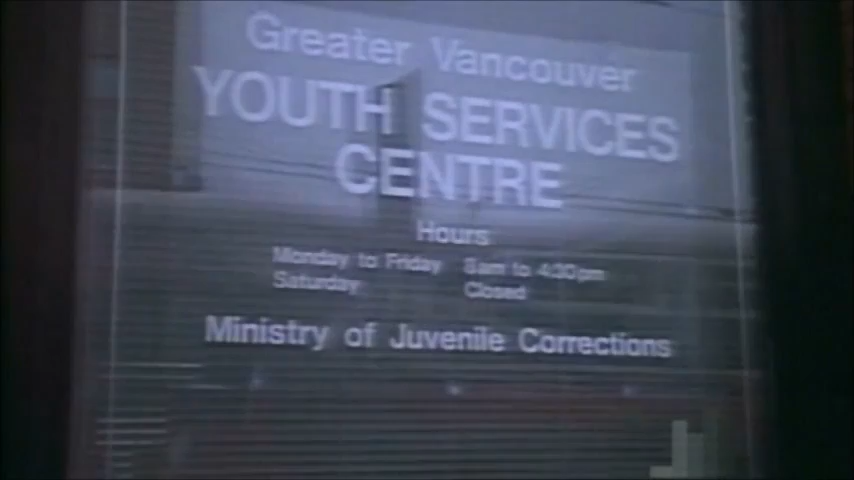 Greater Vancouver
YOUTH SERVICES
CENTRE
Hours:
Monday to Friday 8am to 4:30pm
Saturday: Closed
Ministry of Juvenile Corrections